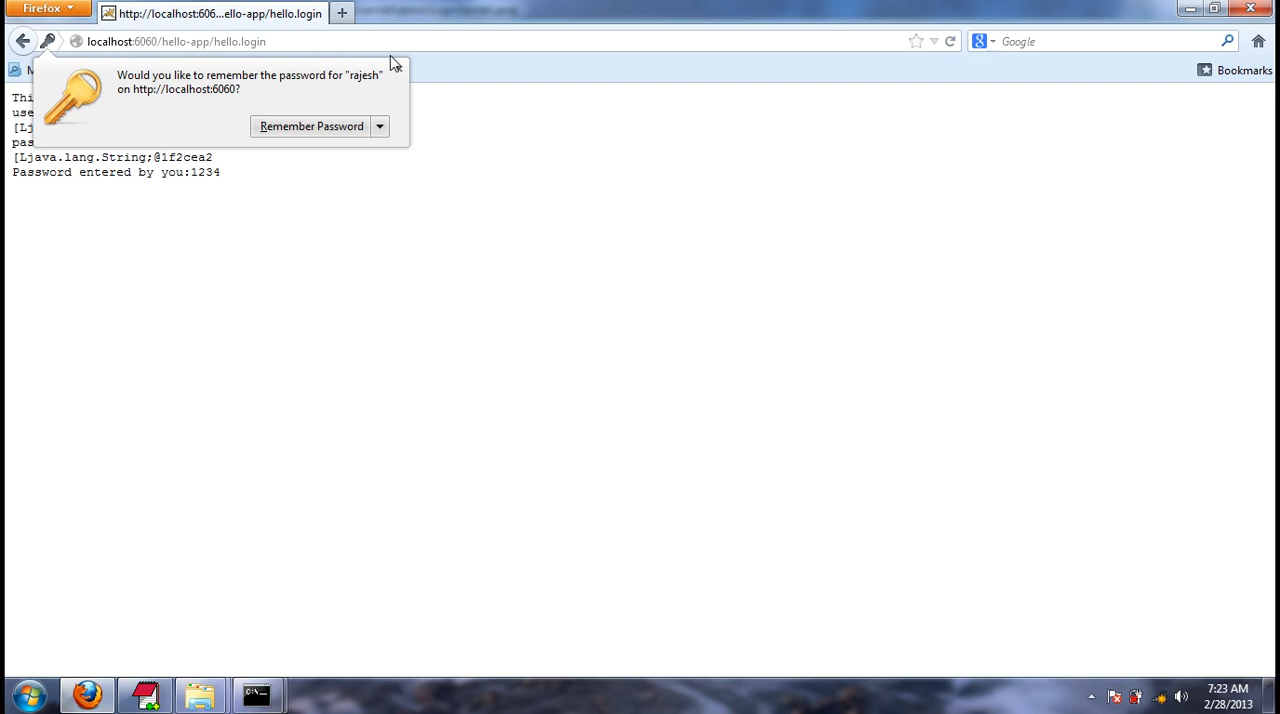 Firefox
http://localhost:606...ello-app/hello.login
localhost:6060/hello-app/hello.login
Google
Bookmarks
Would you like to remember the password for "rajesh"
on http://localhost:6060?
Remember Password
Thi
use
[Lj
pas
[Ljava.lang.String;@1f2cea2
Password entered by you:1234
7:23 AM
2/28/2013